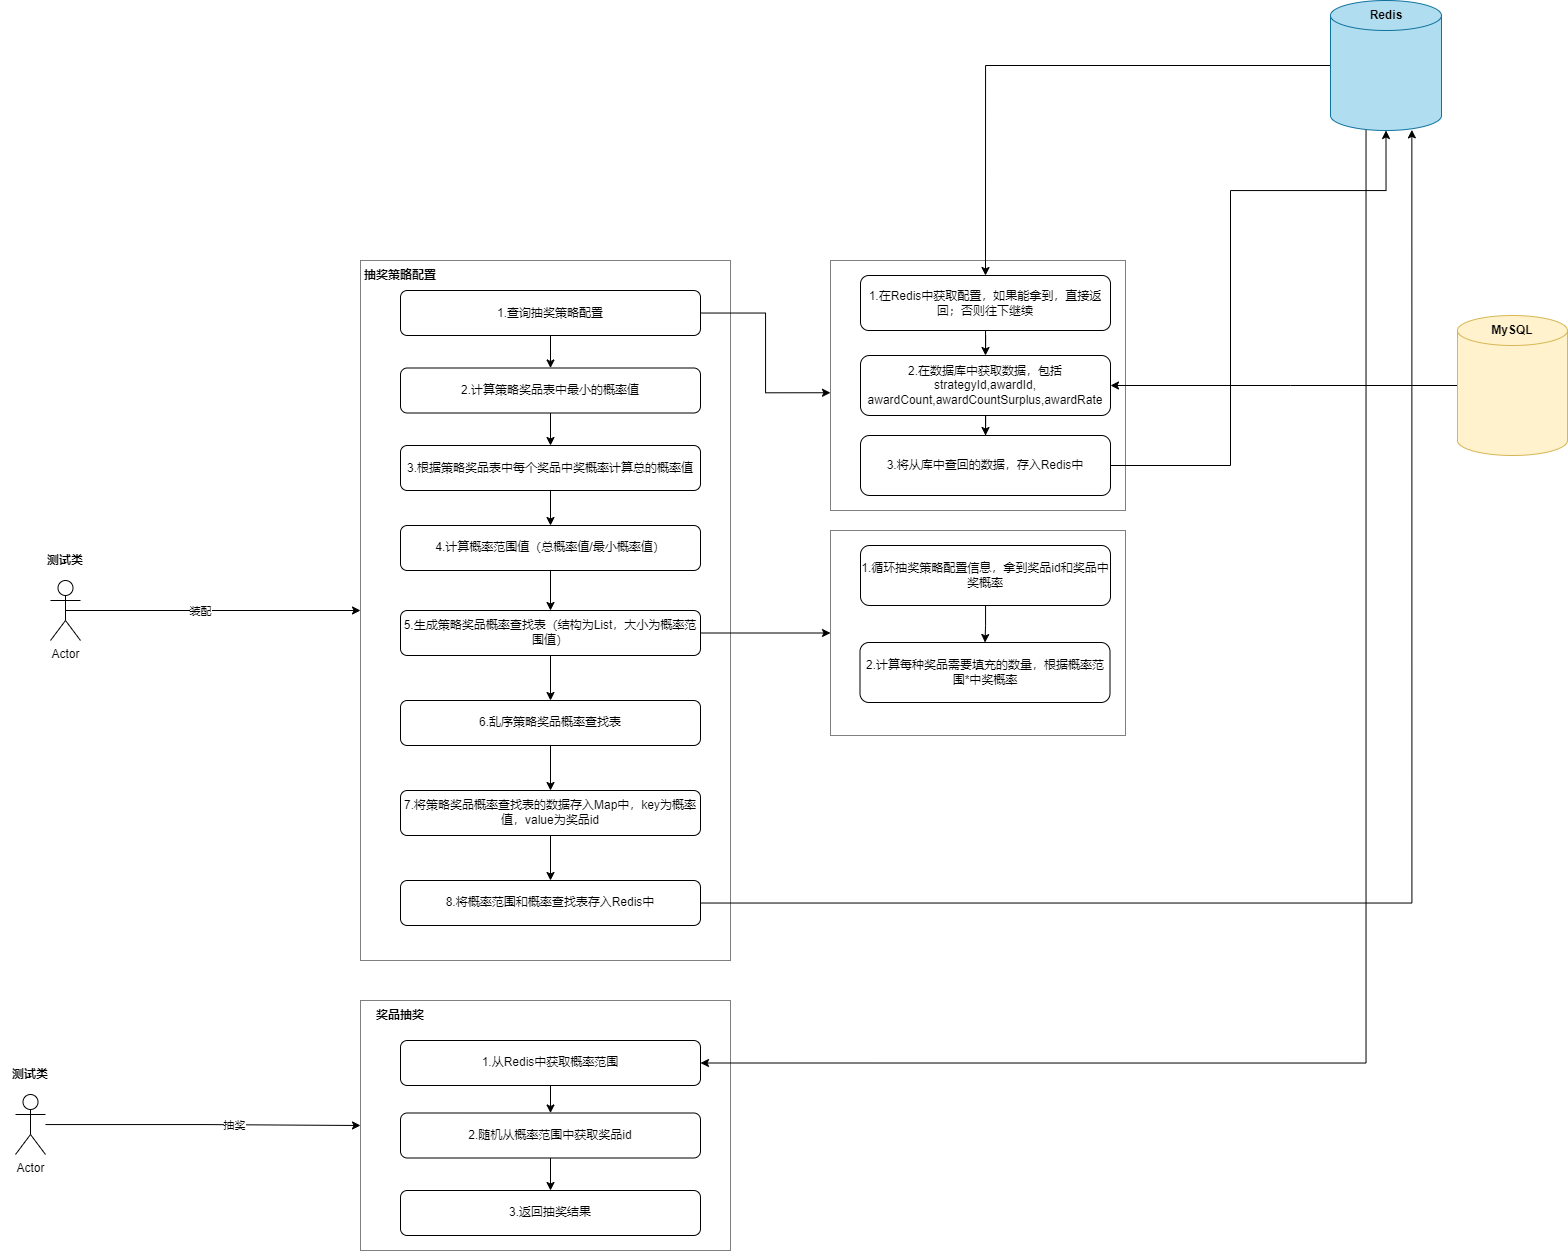 Redis
MySQL
抽奖策略配置
1.查询抽奖策略配置
2.计算策略奖品表中最小的概率值
3.根据策略奖品表中每个奖品中奖概率计算总的概率值
4.计算概率范围值（总概率值/最小概率值）
5.生成策略奖品概率查找表（结构为List，大小为概率范
围值）
6.乱序策略奖品概率查找表
7.将策略奖品概率查找表的数据存入Map中，key为概率
值，value为奖品id
8.将概率范围和概率查找表存入Redis中
1.在Redis中获取配置，如果能拿到，直接返
回；否则往下继续
2.在数据库中获取数据，包括
strategyId,awardId,
awardCount,awardCountSurplus,awardRate
3.将从库中查回的数据，存入Redis中
1.循环抽奖策略配置信息，拿到奖品id和奖品中
奖概率
2.计算每种奖品需要填充的数量，根据概率范
围*中奖概率
测试类
装配
Actor
奖品抽奖
1.从Redis中获取概率范围
2.随机从概率范围中获取奖品id
3.返回抽奖结果
测试类
抽奖
Actor